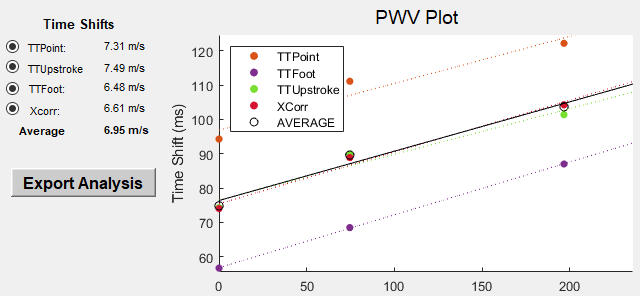 Time Shifts
TTPoint: 7.31 m/s
TTUpstroke 7.49 m/s
TTFoot: 6.48 m/s
Xcorr: 6.61 m/s
Average 6.95 m/s
Export Analysis
PWV Plot
Time Shift (ms)
120
110
100
90
80
70
60
0 50 100 150 200
TTPoint
TTFoot
TTUpstroke
XCorr
AVERAGE